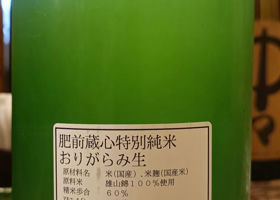 肥前蔵心特別純米
おりがらみ生
原材料名 米(国産)、米麹(国産米)
原料米 雄山錦１００％使用
精米歩合 ６０％